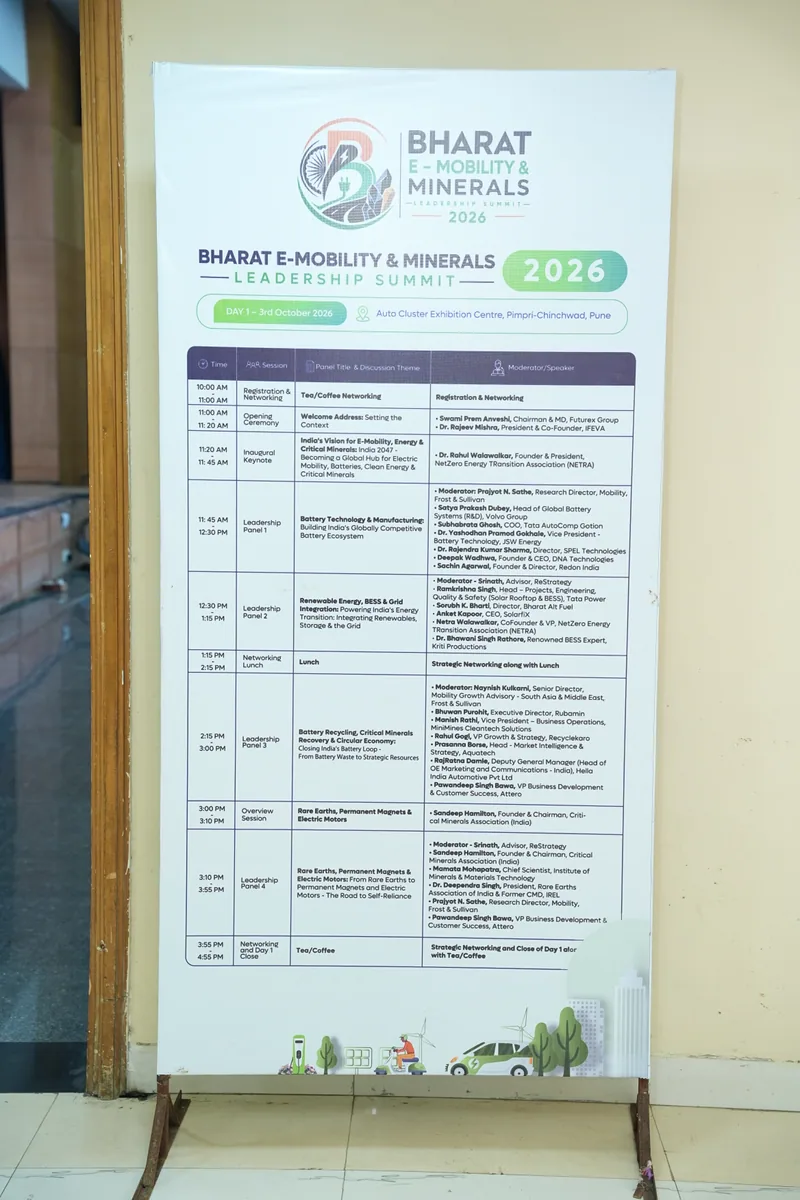 BHARAT
E - MOBILITY &
MINERALS
LEADERSHIP SUMMIT
2026
BHARAT E-MOBILITY & MINERALS
LEADERSHIP SUMMIT
2026
DAY 1 – 3rd October 2026
Auto Cluster Exhibition Centre, Pimpri-Chinchwad, Pune
Time
Session
Panel Title & Discussion Theme
Moderator/Speaker
10:00 AM
-
11:00 AM
Registration &
Networking
Tea/Coffee Networking
Registration & Networking
11:00 AM
-
11: 20 AM
Opening
Ceremony
Welcome Address: Setting the
Context
• Swami Prem Anveshi, Chairman & MD, Futurex Group
• Dr. Rajeev Mishra, President & Co-Founder, IFEVA
11:20 AM
-
11: 45 AM
Inaugural
Keynote
India's Vision for E-Mobility, Energy &
Critical Minerals: India 2047 -
Becoming a Global Hub for Electric
Mobility, Batteries, Clean Energy &
Critical Minerals
• Dr. Rahul Walawalkar, Founder & President,
NetZero Energy TRansition Association (NETRA)
11: 45 AM
-
12:30 PM
Leadership
Panel 1
Battery Technology & Manufacturing:
Building India's Globally Competitive
Battery Ecosystem
• Moderator: Prajyot N. Sathe, Research Director, Mobility,
Frost & Sullivan
• Satya Prakash Dubey, Head of Global Battery
Systems (R&D), Volvo Group
• Subhabrata Ghosh, COO, Tata AutoComp Gotion
• Dr. Yashodhan Pramod Gokhale, Vice President -
Battery Technology, JSW Energy
• Dr. Rajendra Kumar Sharma, Director, SPEL Technologies
• Deepak Wadhwa, Founder & CEO, DNA Technologies
• Sachin Agarwal, Founder & Director, Redon India
12:30 PM
-
1:15 PM
Leadership
Panel 2
Renewable Energy, BESS & Grid
Integration: Powering India's Energy
Transition: Integrating Renewables,
Storage & the Grid
• Moderator - Srinath, Advisor, ReStrategy
• Ramkrishna Singh, Head – Projects, Engineering,
Quality & Safety (Solar Rooftop & BESS), Tata Power
• Sorubh K. Bharti, Director, Bharat Alt Fuel
• Anket Kapoor, CEO, SolarfiX
• Netra Walawalkar, CoFounder & VP, NetZero Energy
TRansition Association (NETRA)
• Dr. Bhawani Singh Rathore, Renowned BESS Expert,
Kriti Productions
1:15 PM
-
2:15 PM
Networking
Lunch
Lunch
Strategic Networking along with Lunch
2:15 PM
-
3:00 PM
Leadership
Panel 3
Battery Recycling, Critical Minerals
Recovery & Circular Economy:
Closing India's Battery Loop -
From Battery Waste to Strategic Resources
• Moderator: Naynish Kulkarni, Senior Director,
Mobility Growth Advisory - South Asia & Middle East,
Frost & Sullivan
• Bhuwan Purohit, Executive Director, Rubamin
• Manish Rathi, Vice President – Business Operations,
MiniMines Cleantech Solutions
• Rahul Gogi, VP Growth & Strategy, Recyclekaro
• Prasanna Borse, Head - Market Intelligence &
Strategy, Aquatech
• RajRatna Damle, Deputy General Manager (Head of
OE Marketing and Communications - India), Hella
India Automotive Pvt Ltd
• Pawandeep Singh Bawa, VP Business Development
& Customer Success, Attero
3:00 PM
-
3:10 PM
Overview
Session
Rare Earths, Permanent Magnets &
Electric Motors
• Sandeep Hamilton, Founder & Chairman, Criti-
cal Minerals Association (India)
3:10 PM
-
3:55 PM
Leadership
Panel 4
Rare Earths, Permanent Magnets &
Electric Motors: From Rare Earths to
Permanent Magnets and Electric
Motors - The Road to Self-Reliance
• Moderator - Srinath, Advisor, ReStrategy
• Sandeep Hamilton, Founder & Chairman, Critical
Minerals Association (India)
• Mamata Mohapatra, Chief Scientist, Institute of
Minerals & Materials Technology
• Dr. Deependra Singh, President, Rare Earths
Association of India & Former CMD, IREL
• Prajyot N. Sathe, Research Director, Mobility,
Frost & Sullivan
• Pawandeep Singh Bawa, VP Business Development &
Customer Success, Attero
3:55 PM
-
4:55 PM
Networking
and Day 1
Close
Tea/Coffee
Strategic Networking and Close of Day 1 alon
with Tea/Coffee